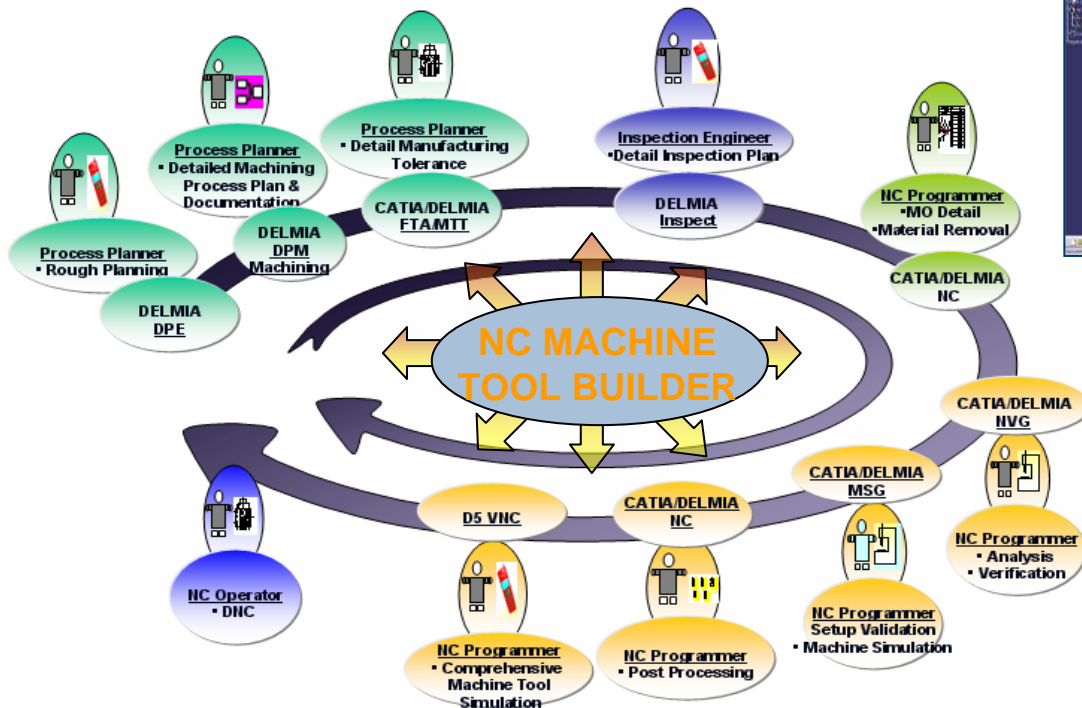 Process Planner
▪ Rough Planning
DELMIA
DPE
Process Planner
▪ Detailed Machining
Process Plan &
Documentation
DELMIA
DPM
Machining
Process Planner
▪ Detail Manufacturing
Tolerance
CATIA/DELMIA
FTA/MTT
Inspection Engineer
▪Detail Inspection Plan
DELMIA
Inspect
NC Programmer
▪MO Detail
▪Material Removal
CATIA/DELMIA
NC
NC MACHINE
TOOL BUILDER
CATIA/DELMIA
NVG
NC Programmer
▪ Analysis
▪ Verification
CATIA/DELMIA
MSG
NC Programmer
Setup Validation
▪ Machine Simulation
CATIA/DELMIA
NC
NC Programmer
▪ Post Processing
D5 VNC
NC Programmer
▪ Comprehensive
Machine Tool
Simulation
NC Operator
▪ DNC